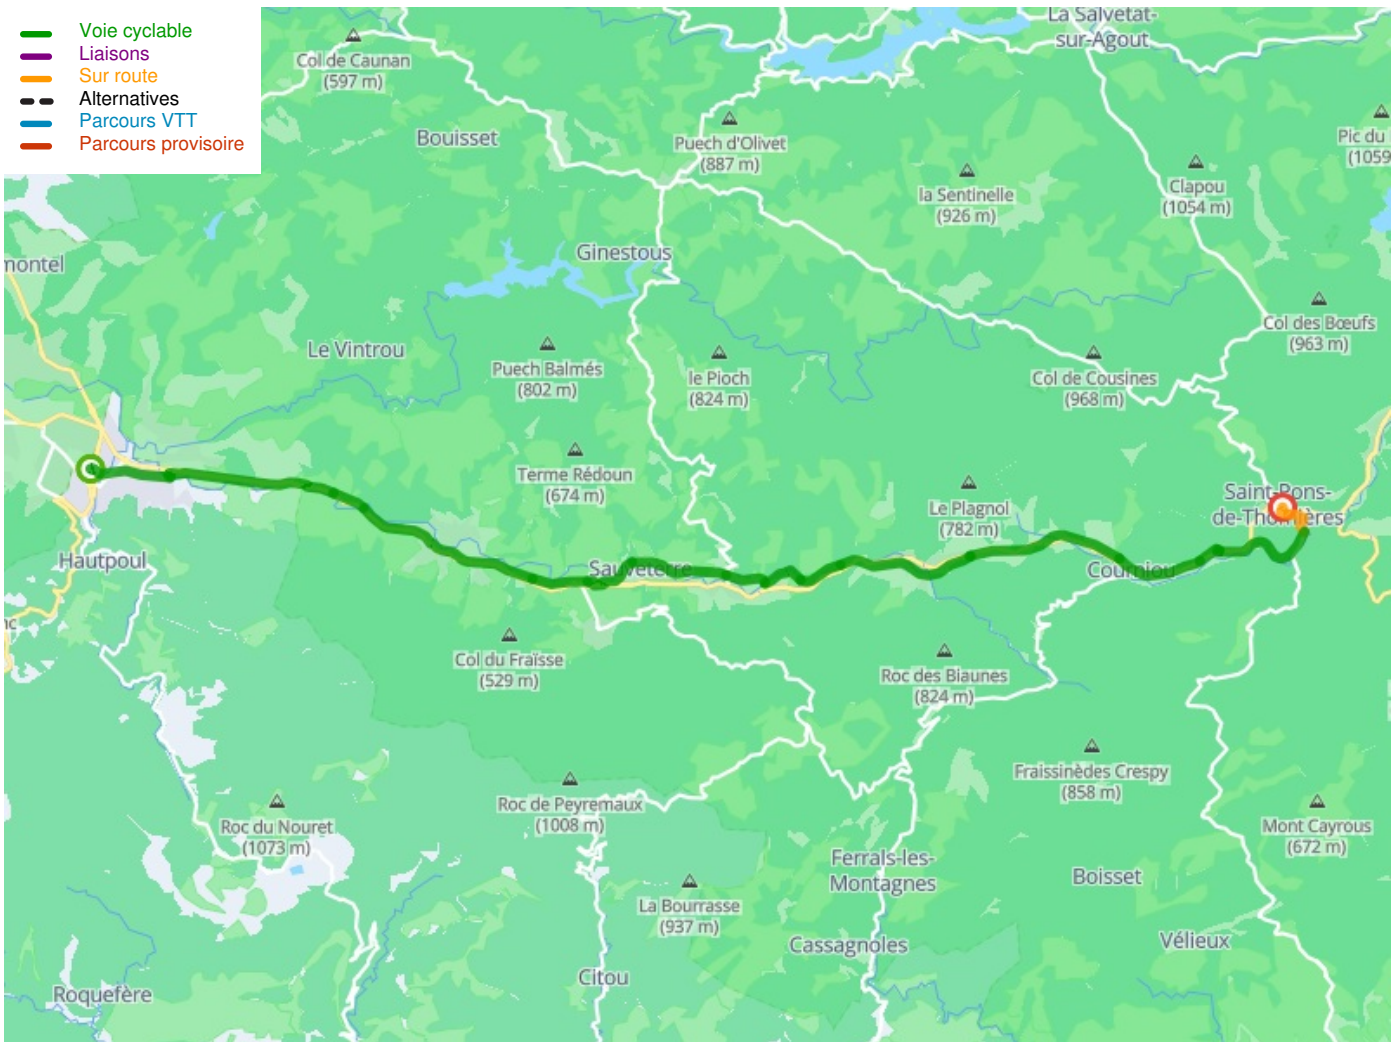 Voie cyclable
Liaisons
Sur route
Alternatives
Parcours VTT
Parcours provisoire
La Salvetat-
sur-Agout
Col de Caunan
(597 m)
Bouisset
Puech d'Olivet
(887 m)
Pic du
(1059
la Sentinelle
(926 m)
Clapou
(1054 m)
Ginestous
montel
Col des Bœufs
(963 m)
Le Vintrou
Puech Balmés
(802 m)
le Pioch
(824 m)
Col de Cousines
(968 m)
Terme Rédoun
(674 m)
Le Plagnol
(782 m)
Saint-Pons-
de-Thomières
Hautpoul
Sauveterre
Courniou
nc
Col du Fraïsse
(529 m)
Roc des Blaunes
(824 m)
Fraissinèdes Crespy
(858 m)
Roc de Peyremaux
(1008 m)
Roc du Nouret
(1073 m)
Mont Cayrous
(672 m)
Ferrals-les-
Montagnes
Boisset
La Bourrasse
(937 m)
Cassagnoles
Vélieux
Citou
Roquefère